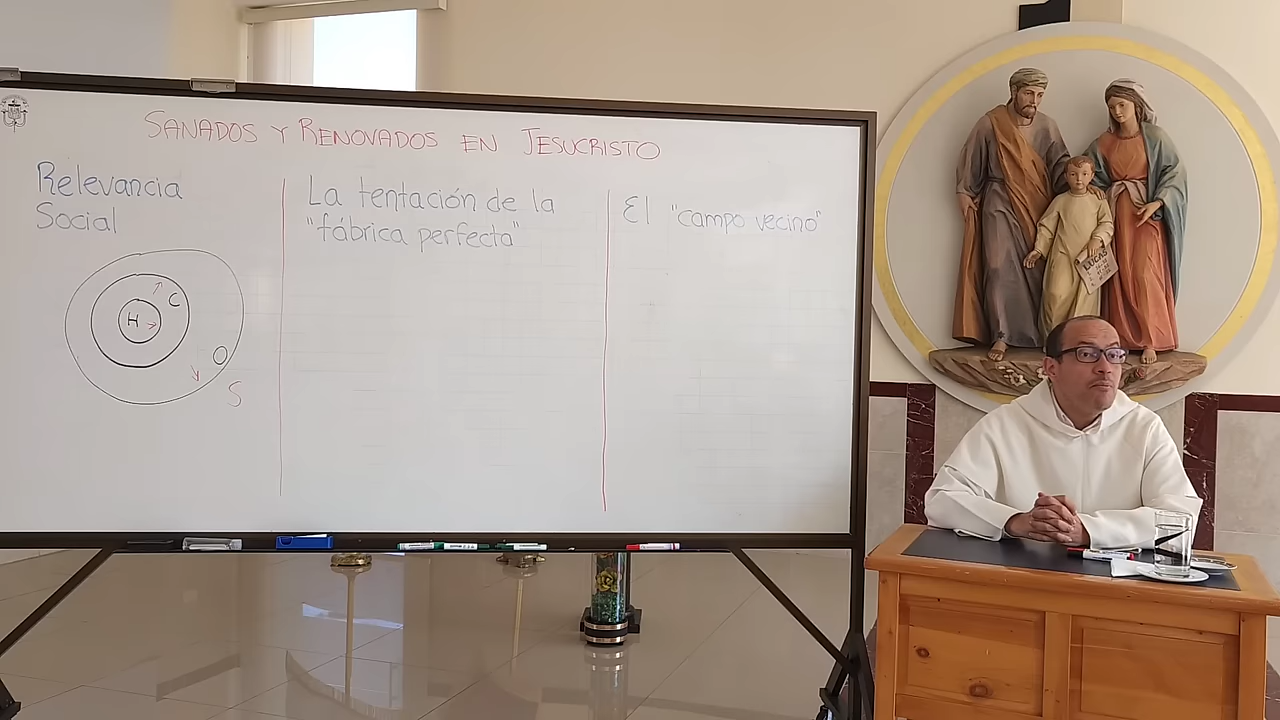 SANADOS Y RENOVADOS EN JESUCRISTO
Relevancia
Social
H
C
O
S
La tentación de la
"fábrica perfecta"
El "campo vecino"
LUCAS